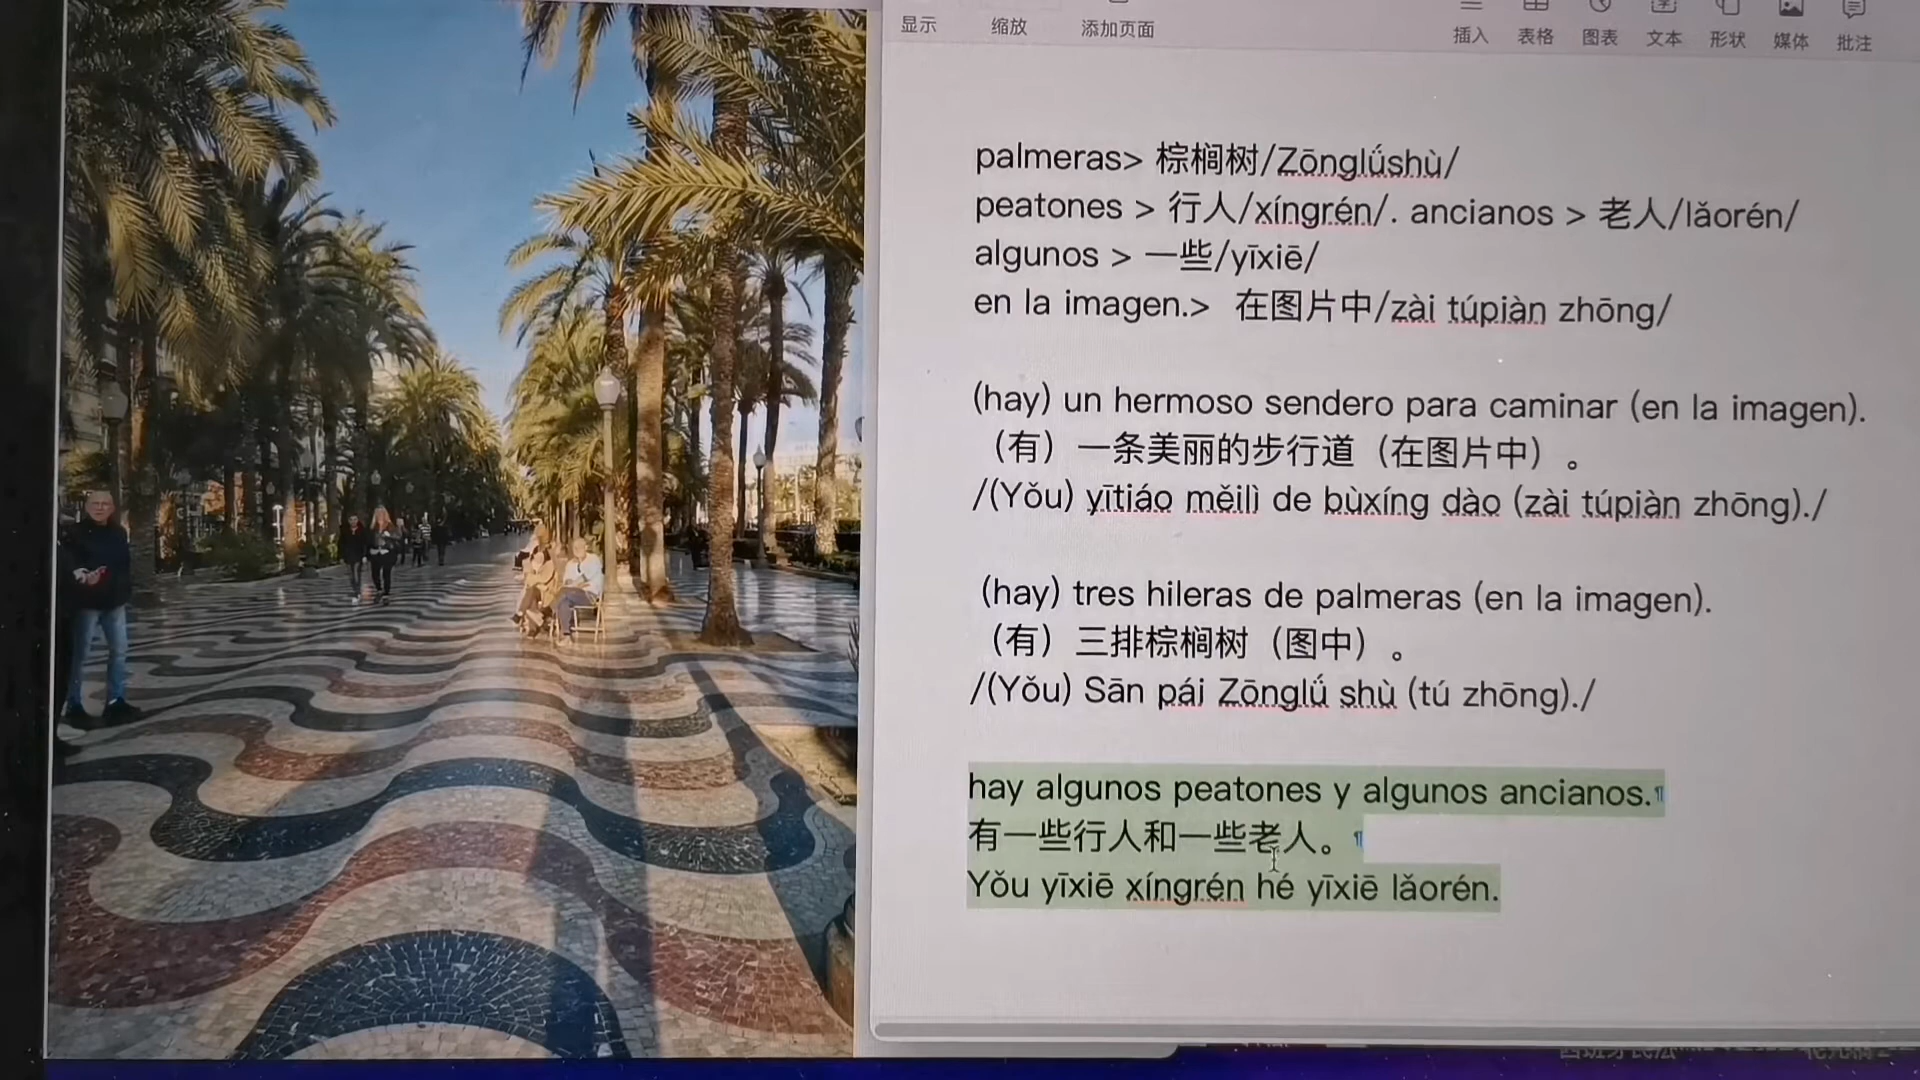 显示 缩放 添加页面 插入 表格 图表 文本 形状 媒体 批注
palmeras> 棕榈树/Zōnglǘshù/
peatones > 行人/xíngrén/. ancianos > 老人/lǎorén/
algunos > 一些/yīxiē/
en la imagen.> 在图片中/zài túpiàn zhōng/
(hay) un hermoso sendero para caminar (en la imagen).
（有）一条美丽的步行道（在图片中）。
/(Yǒu) yītiáo měilì de bùxíng dào (zài túpiàn zhōng)./
(hay) tres hileras de palmeras (en la imagen).
（有）三排棕榈树（图中）。
/(Yǒu) Sān pái Zōnglǘ shù (tú zhōng)./
hay algunos peatones y algunos ancianos.
有一些行人和一些老人。
Yǒu yīxiē xíngrén hé yīxiē lǎorén.